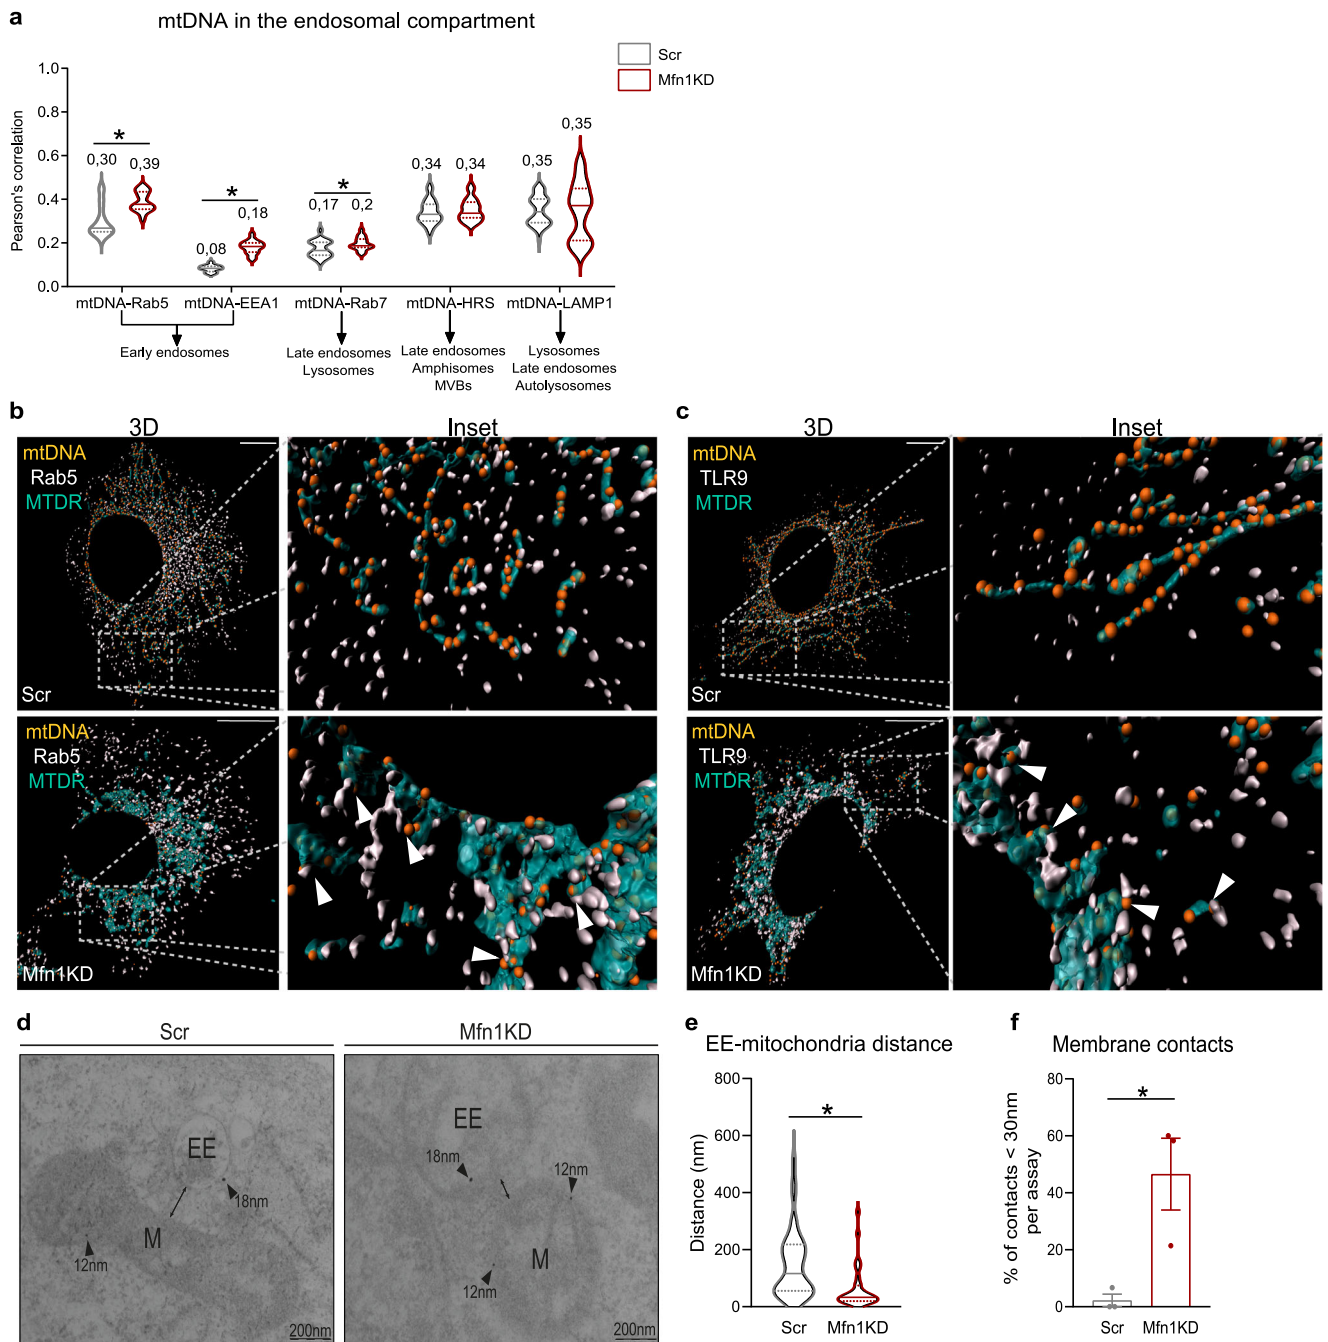 a
mtDNA in the endosomal compartment
Scr
Mfn1KD
Pearson's correlation
1.0
0.8
0.6
0.4
0.2
0.0
*
0,30
0,39
*
0,08
0,18
*
0,17
0,2
0,34
0,34
0,35
0,35
mtDNA-Rab5
mtDNA-EEA1
mtDNA-Rab7
mtDNA-HRS
mtDNA-LAMP1
Early endosomes
Late endosomes
Lysosomes
Late endosomes
Amphisomes
MVBs
Lysosomes
Late endosomes
Autolysosomes
b
3D
Inset
mtDNA
Rab5
MTDR
Scr
mtDNA
Rab5
MTDR
Mfn1KD
c
3D
Inset
mtDNA
TLR9
MTDR
Scr
mtDNA
TLR9
MTDR
Mfn1KD
d
Scr
Mfn1KD
EE
18nm
M
12nm
200nm
EE
18nm
12nm
M
12nm
200nm
e
EE-mitochondria distance
Distance (nm)
800
600
400
200
0
*
Scr
Mfn1KD
f
Membrane contacts
% of contacts < 30nm
per assay
80
60
40
20
0
*
Scr
Mfn1KD